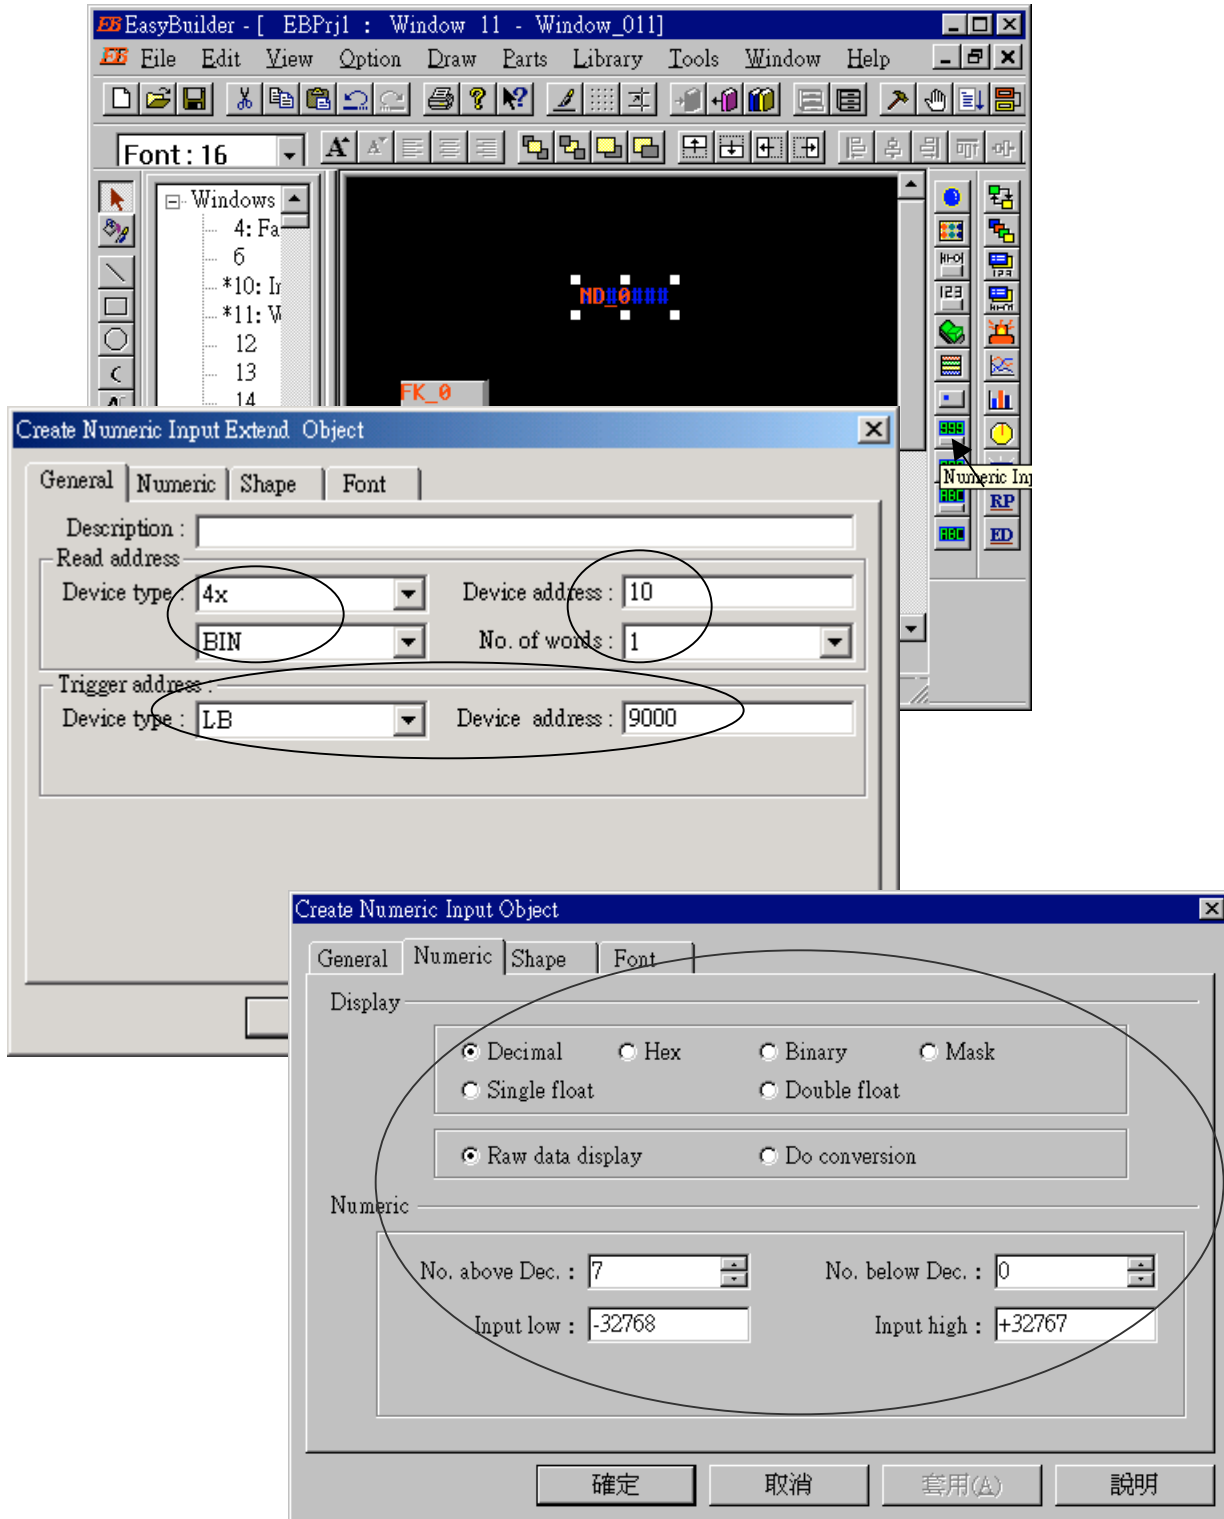 EB EasyBuilder - [ EBPrj1 : Window 11 - Window_011]
EB File Edit View Option Draw Parts Library Tools Window Help
Font: 16
Windows
4: Fa
6
*10: In
*11: W
12
13
14
ND_0###
FK_0
Numeric Inp
RP
ED
Create Numeric Input Extend Object
General Numeric Shape Font
Description :
Read address
Device type : 4x Device address : 10
BIN No. of words : 1
Trigger address :
Device type : LB Device address : 9000
Create Numeric Input Object
General Numeric Shape Font
Display
Decimal Hex Binary Mask
Single float Double float
Raw data display Do conversion
Numeric
No. above Dec. : 7 No. below Dec. : 0
Input low : -32768 Input high : +32767
確定 取消 套用(A) 說明